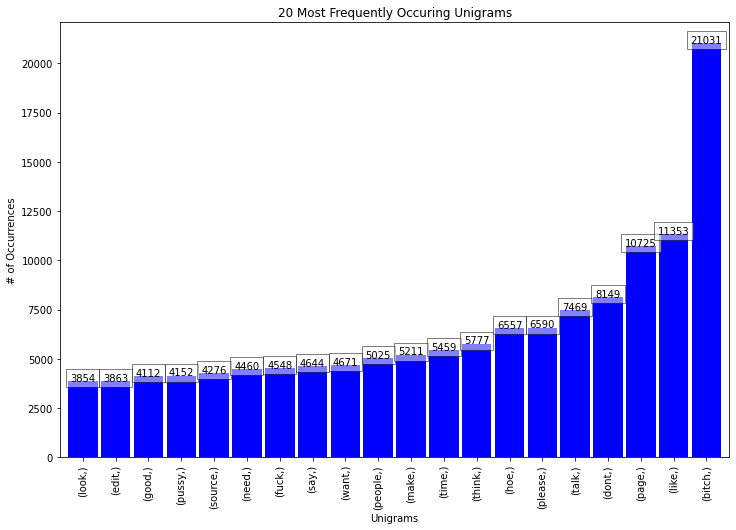 20 Most Frequently Occuring Unigrams
# of Occurrences
20000
17500
15000
12500
10000
7500
5000
2500
0
3854
3863
4112
4152
4276
4460
4548
4644
4671
5025
5211
5459
5777
6557
6590
7469
8149
10725
11353
21031
(look,)
(edit,)
(good,)
(pussy,)
(source,)
(need,)
(fuck,)
(say,)
(want,)
(people,)
(make,)
(time,)
(think,)
(hoe,)
(please,)
(talk,)
(dont,)
(page,)
(like,)
(bitch,)
Unigrams